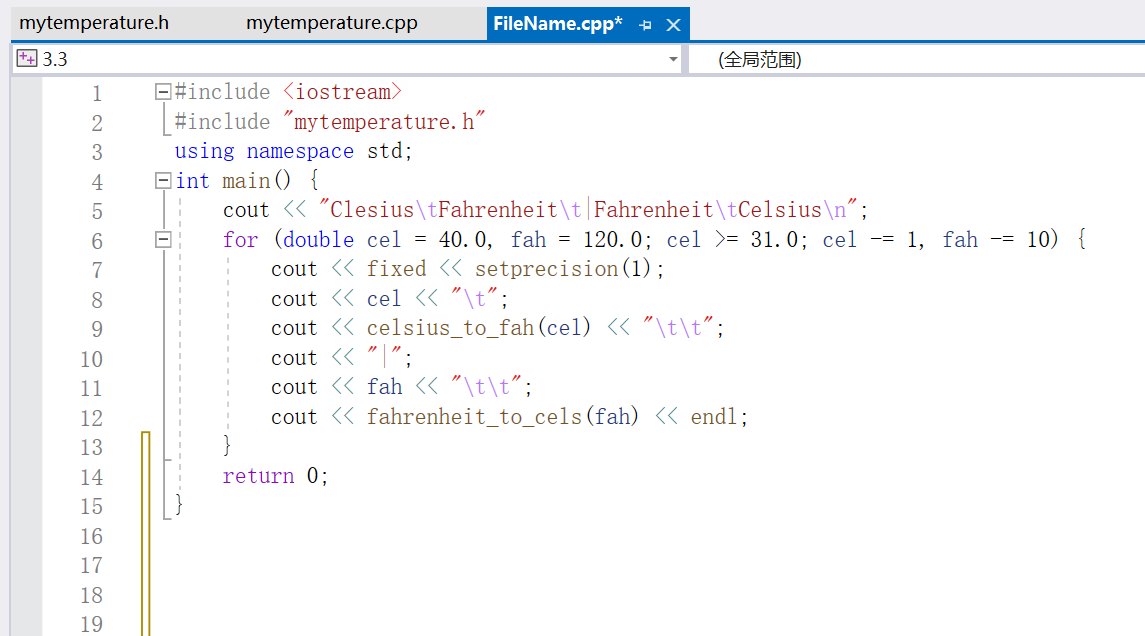 mytemperature.h mytemperature.cpp FileName.cpp*
3.3 (全局范围)
1 #include <iostream>
2 #include "mytemperature.h"
3 using namespace std;
4 int main() {
5 cout << "Clesius\tFahrenheit\t|Fahrenheit\tCelsius\n";
6 for (double cel = 40.0, fah = 120.0; cel >= 31.0; cel -= 1, fah -= 10) {
7 cout << fixed << setprecision(1);
8 cout << cel << "\t";
9 cout << celsius_to_fah(cel) << "\t\t";
10 cout << "|";
11 cout << fah << "\t\t";
12 cout << fahrenheit_to_cels(fah) << endl;
13 }
14 return 0;
15 }
16
17
18
19